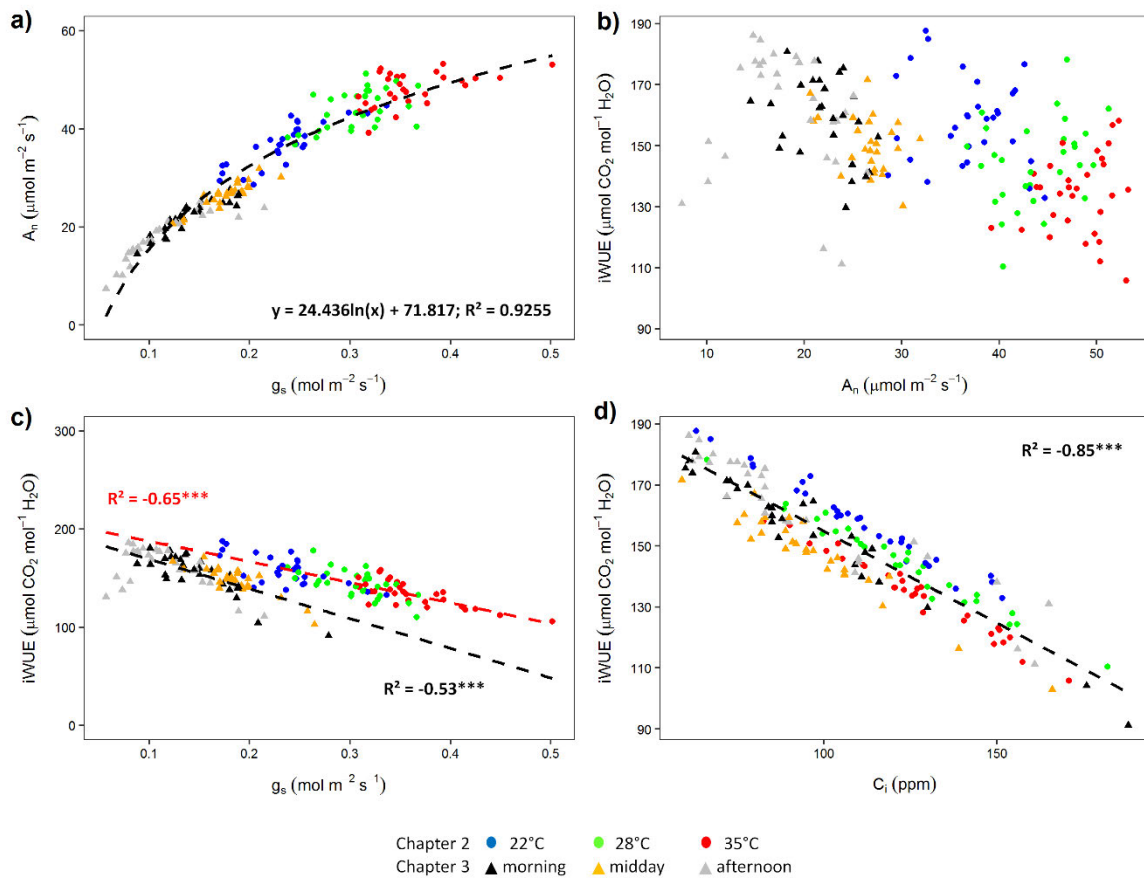 a)
60
40
20
0
Aₙ (μmol m⁻² s⁻¹)
y = 24.436ln(x) + 71.817; R² = 0.9255
0.1 0.2 0.3 0.4 0.5
gₛ (mol m⁻² s⁻¹)
b)
190
170
150
130
110
90
iWUE (μmol CO₂ mol⁻¹ H₂O)
10 20 30 40 50
Aₙ (μmol m⁻² s⁻¹)
c)
300
200
100
0
iWUE (μmol CO₂ mol⁻¹ H₂O)
R² = -0.65***
R² = -0.53***
0.1 0.2 0.3 0.4 0.5
gₛ (mol m⁻² s⁻¹)
d)
190
170
150
130
110
90
iWUE (μmol CO₂ mol⁻¹ H₂O)
R² = -0.85***
100 150
Cᵢ (ppm)
Chapter 2 22°C 28°C 35°C
Chapter 3 morning midday afternoon